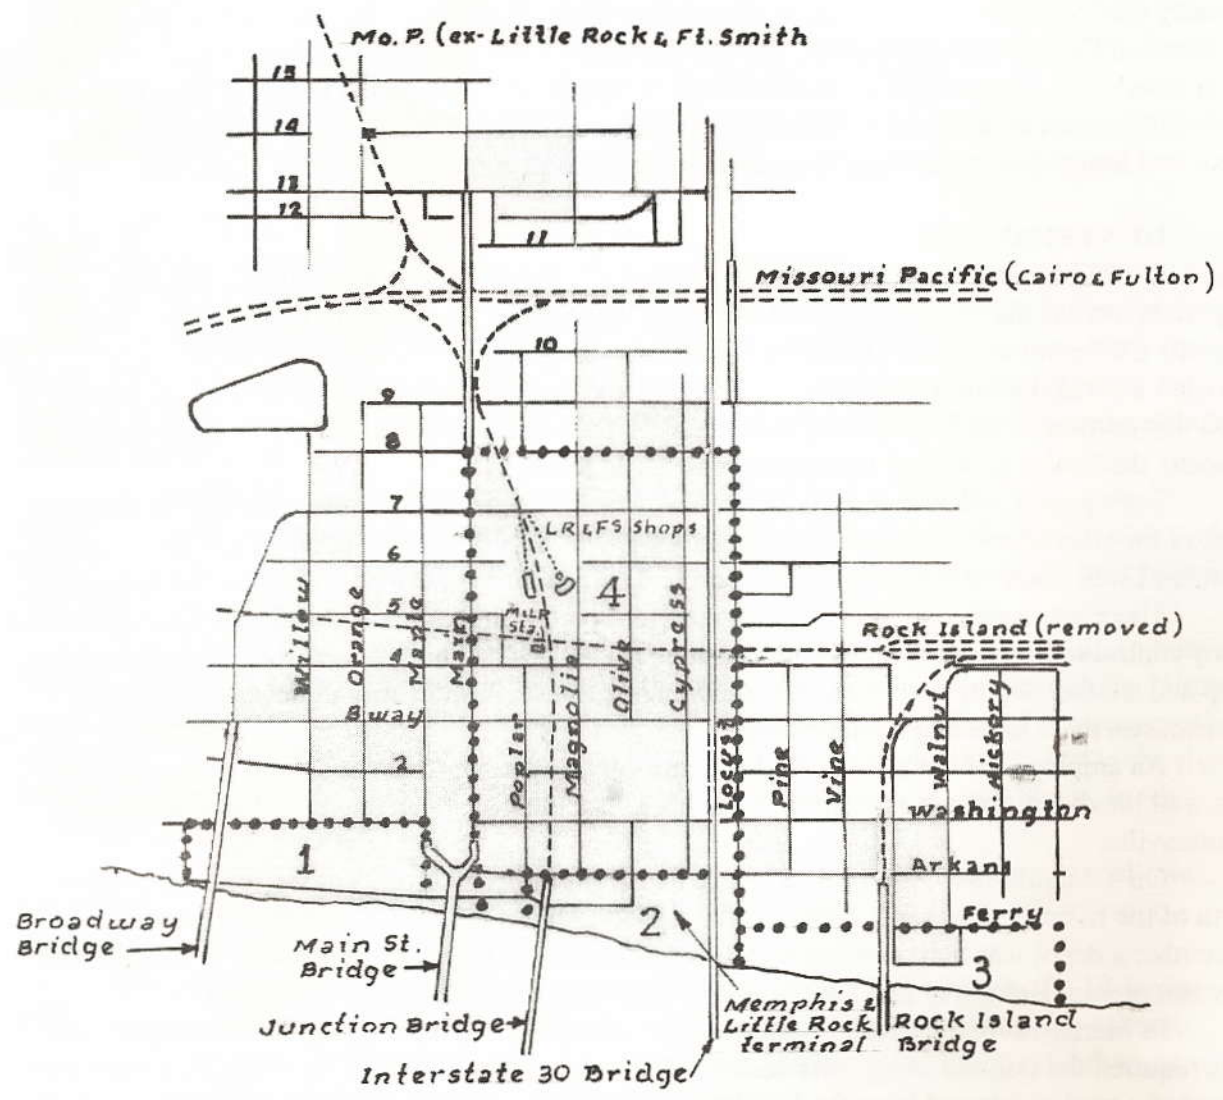 Mo. P. (ex-Little Rock & Ft. Smith
15
14
13
12
11
Missouri Pacific (Cairo & Fulton)
10
9
8
7
LR&FS Shops
6
4
5
M&LR
Sta.
Rock Island (removed)
4
Willow
Orange
Maple
Main
Bway
2
Popler
Magnolia
Olive
Cypress
Locust
Pine
Vine
Walnut
Hickory
Washington
1
Arkans
Ferry
2
3
Broadway
Bridge
Main St.
Bridge
Junction Bridge
Interstate 30 Bridge
Memphis &
Little Rock
terminal
Rock Island
Bridge